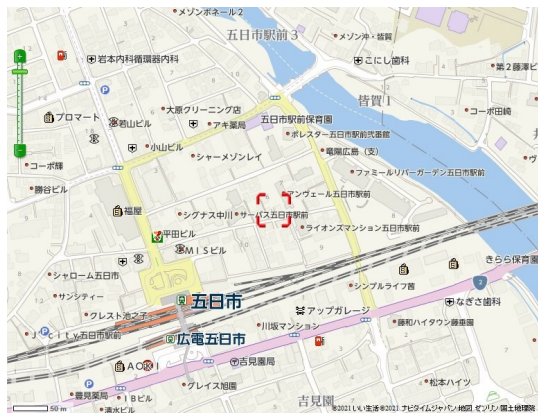 メゾンボネール2
五日市駅前3
メゾン沖・皆賀
岩本内科循環器内科
こにし歯科
第2藤澤ビ
皆賀1
プロマート
大原クリーニング店
コーポ田崎
若山ビル
アキ薬局
五日市駅前保育園
ポレスター五日市駅前弐番館
小山ビル
シャーメゾンレイ
竜陽広島(支)
コーポ輝
ファミールリバーガーデン五日市駅前
勝谷ビル
アンヴェール五日市駅前
福屋
シグナス中川
サーパス五日市駅前
平田ビル
ライオンズマンション五日市駅前
MISビル
きらら保育園
シャローム五日市
シンプルライフ茜
2
サンシティー
五日市
なぎさ歯科
クレスト池之子
アップガレージ
J-city五日市駅前
川坂マンション
藤和ハイタウン藤垂園
広電五日市
AOKI
吉見園局
グレイス旭園
松本ハイツ
豊見薬局
IBビル
吉見園
清水ビル
50 m
©2021 いい生活 ©2021 ナビタイムジャパン 地図 ゼンリン 国土地理院